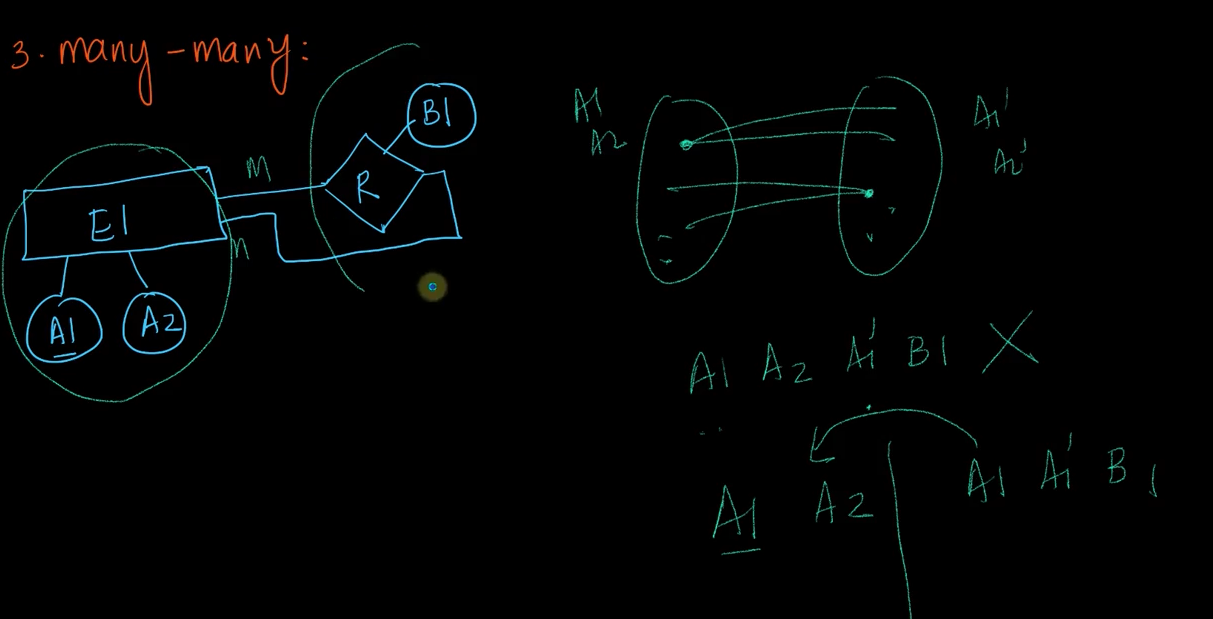 3. many-many:
B1
M
R
E1
n
A1
A2
A1
A2
A1'
A2'
A1 A2 A1' B1
A1 A2
A1 A1' B1